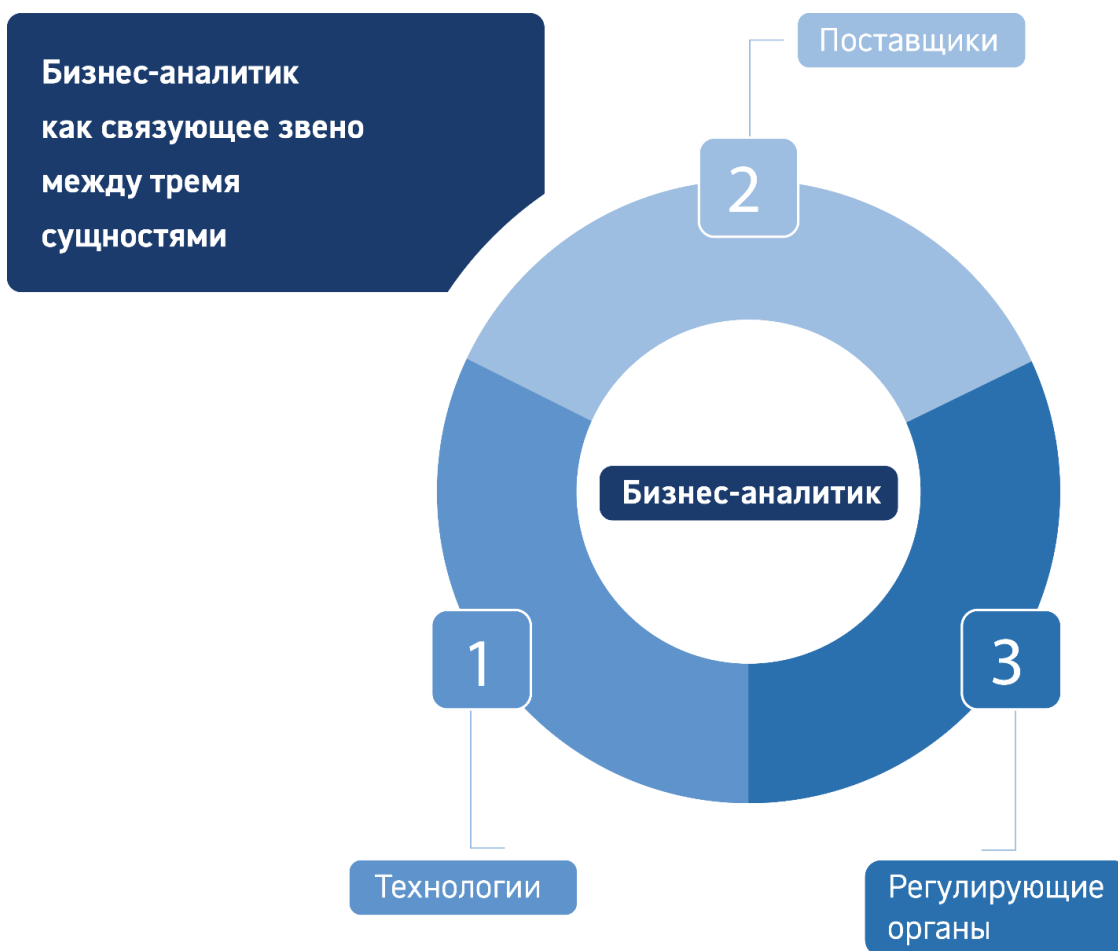 Бизнес-аналитик
как связующее звено
между тремя
сущностями
Поставщики
2
Бизнес-аналитик
1
3
Технологии
Регулирующие
органы